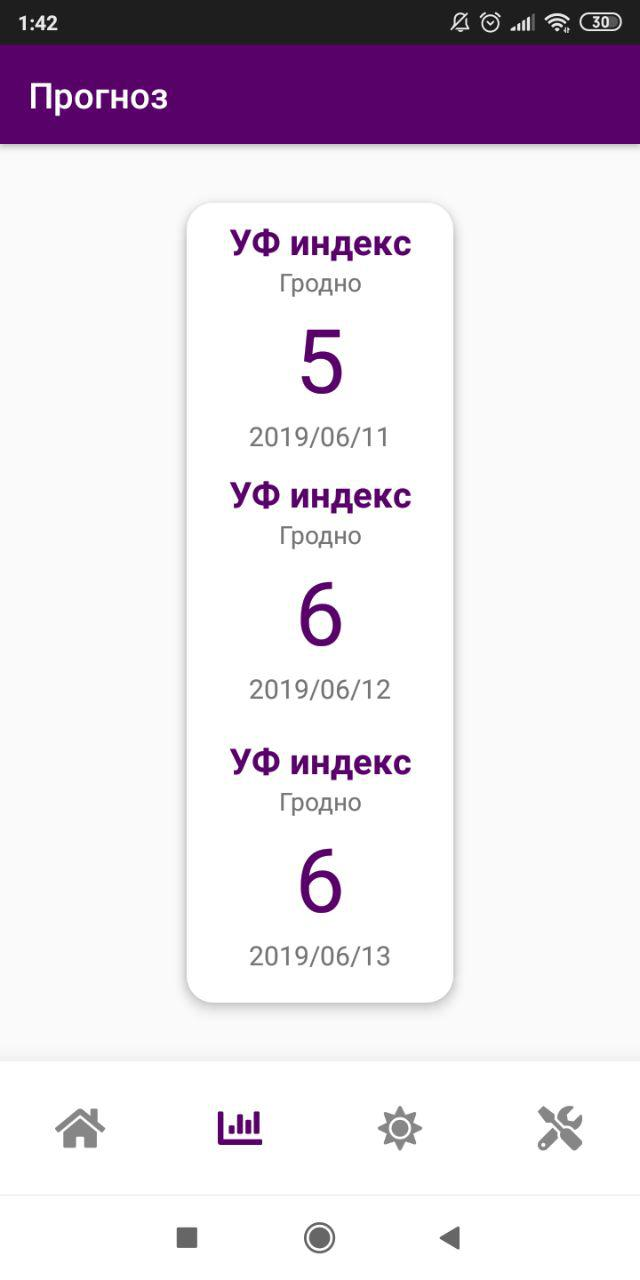 1:42
30
Прогноз
УФ индекс
Гродно
5
2019/06/11
УФ индекс
Гродно
6
2019/06/12
УФ индекс
Гродно
6
2019/06/13